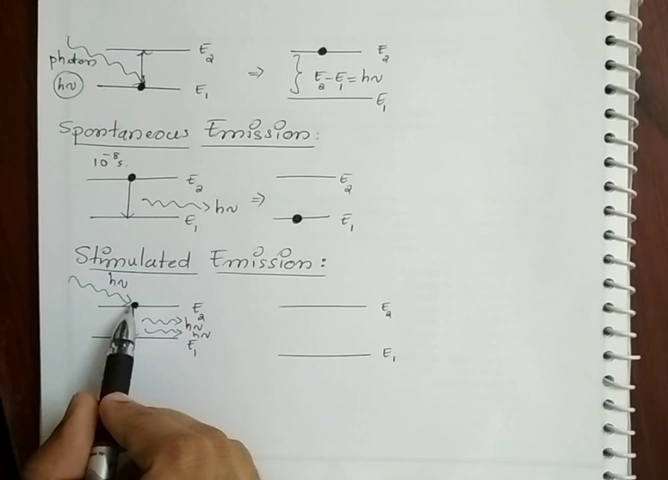 photon E₂ ⇒ E₂
hν E₁ E₂-E₁=hν
E₁
Spontaneous Emission:
10⁻⁸s.
E₂ E₂
hν ⇒
E₁ E₁
Stimulated Emission:
hν
E₂ E₂
hν
hν
E₁ E₁